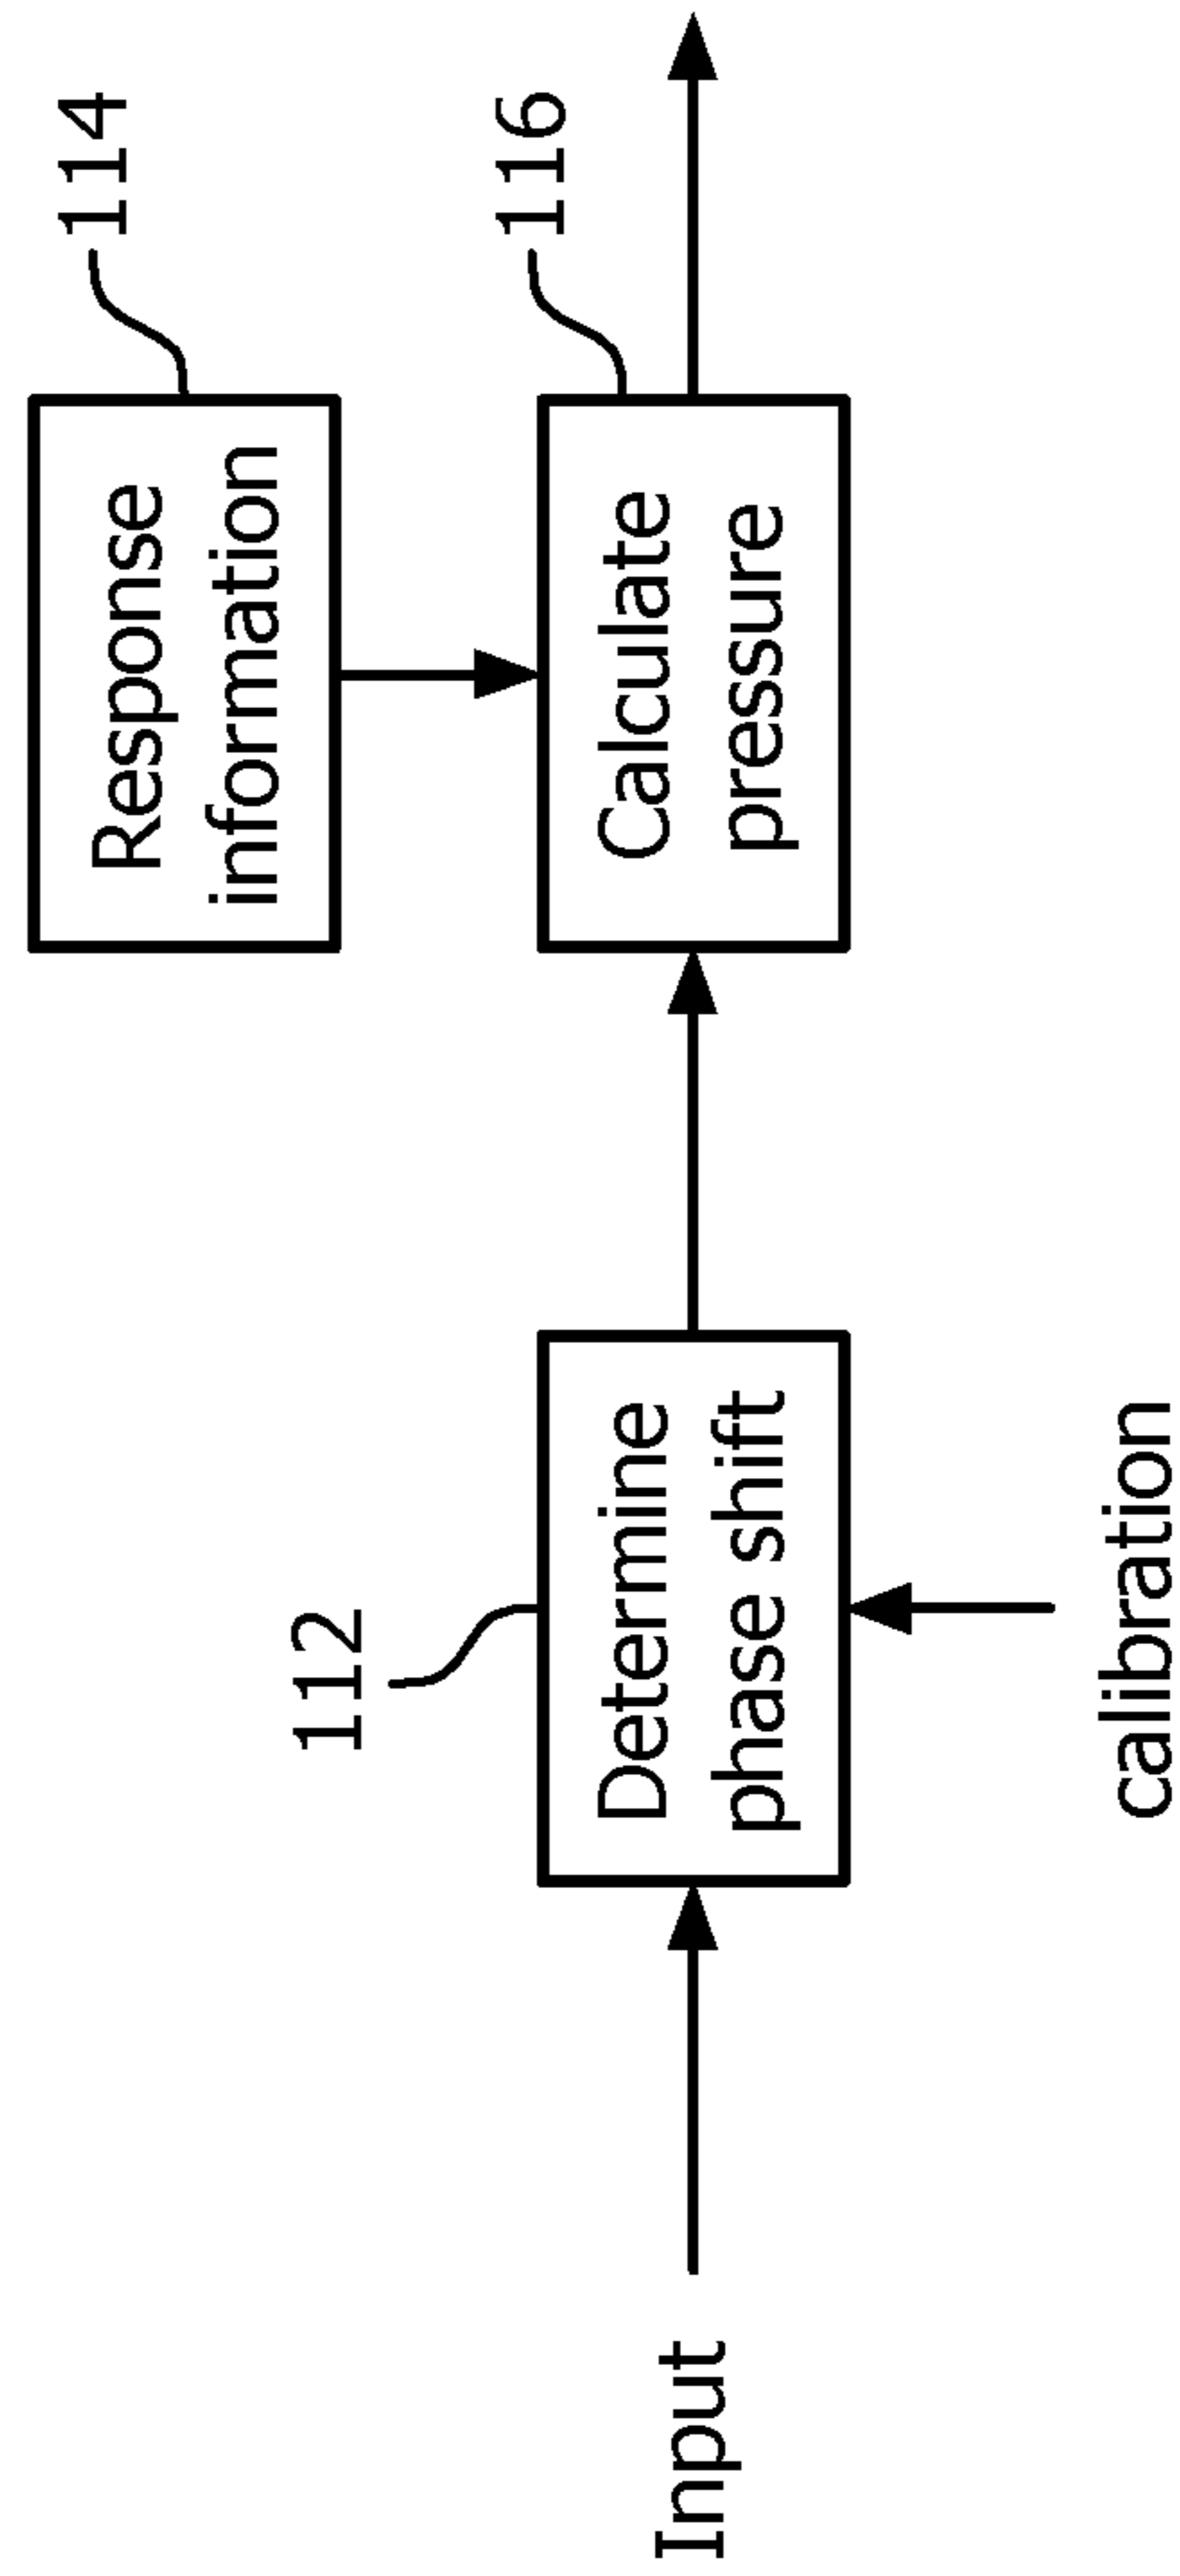 114
Response
information
116
Calculate
pressure
112
Determine
phase shift
Input
calibration